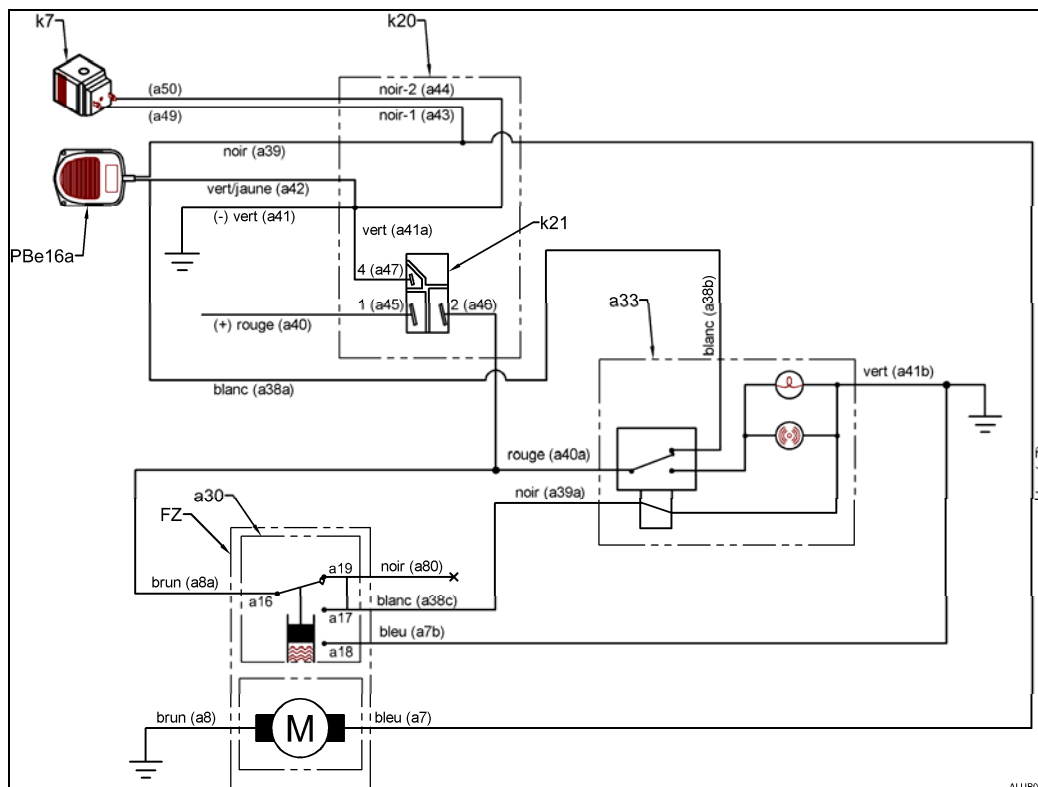 k7
k20
(a50)
noir-2 (a44)
(a49)
noir-1 (a43)
noir (a39)
vert/jaune (a42)
(-) vert (a41)
vert (a41a)
k21
PBe16a
4 (a47)
a33
1 (a45)
2 (a46)
(+) rouge (a40)
blanc (a38b)
blanc (a38a)
vert (a41b)
rouge (a40a)
noir (a39a)
a30
FZ
a19
noir (a80)
brun (a8a)
a16
blanc (a38c)
a17
bleu (a7b)
a18
brun (a8)
M
bleu (a7)